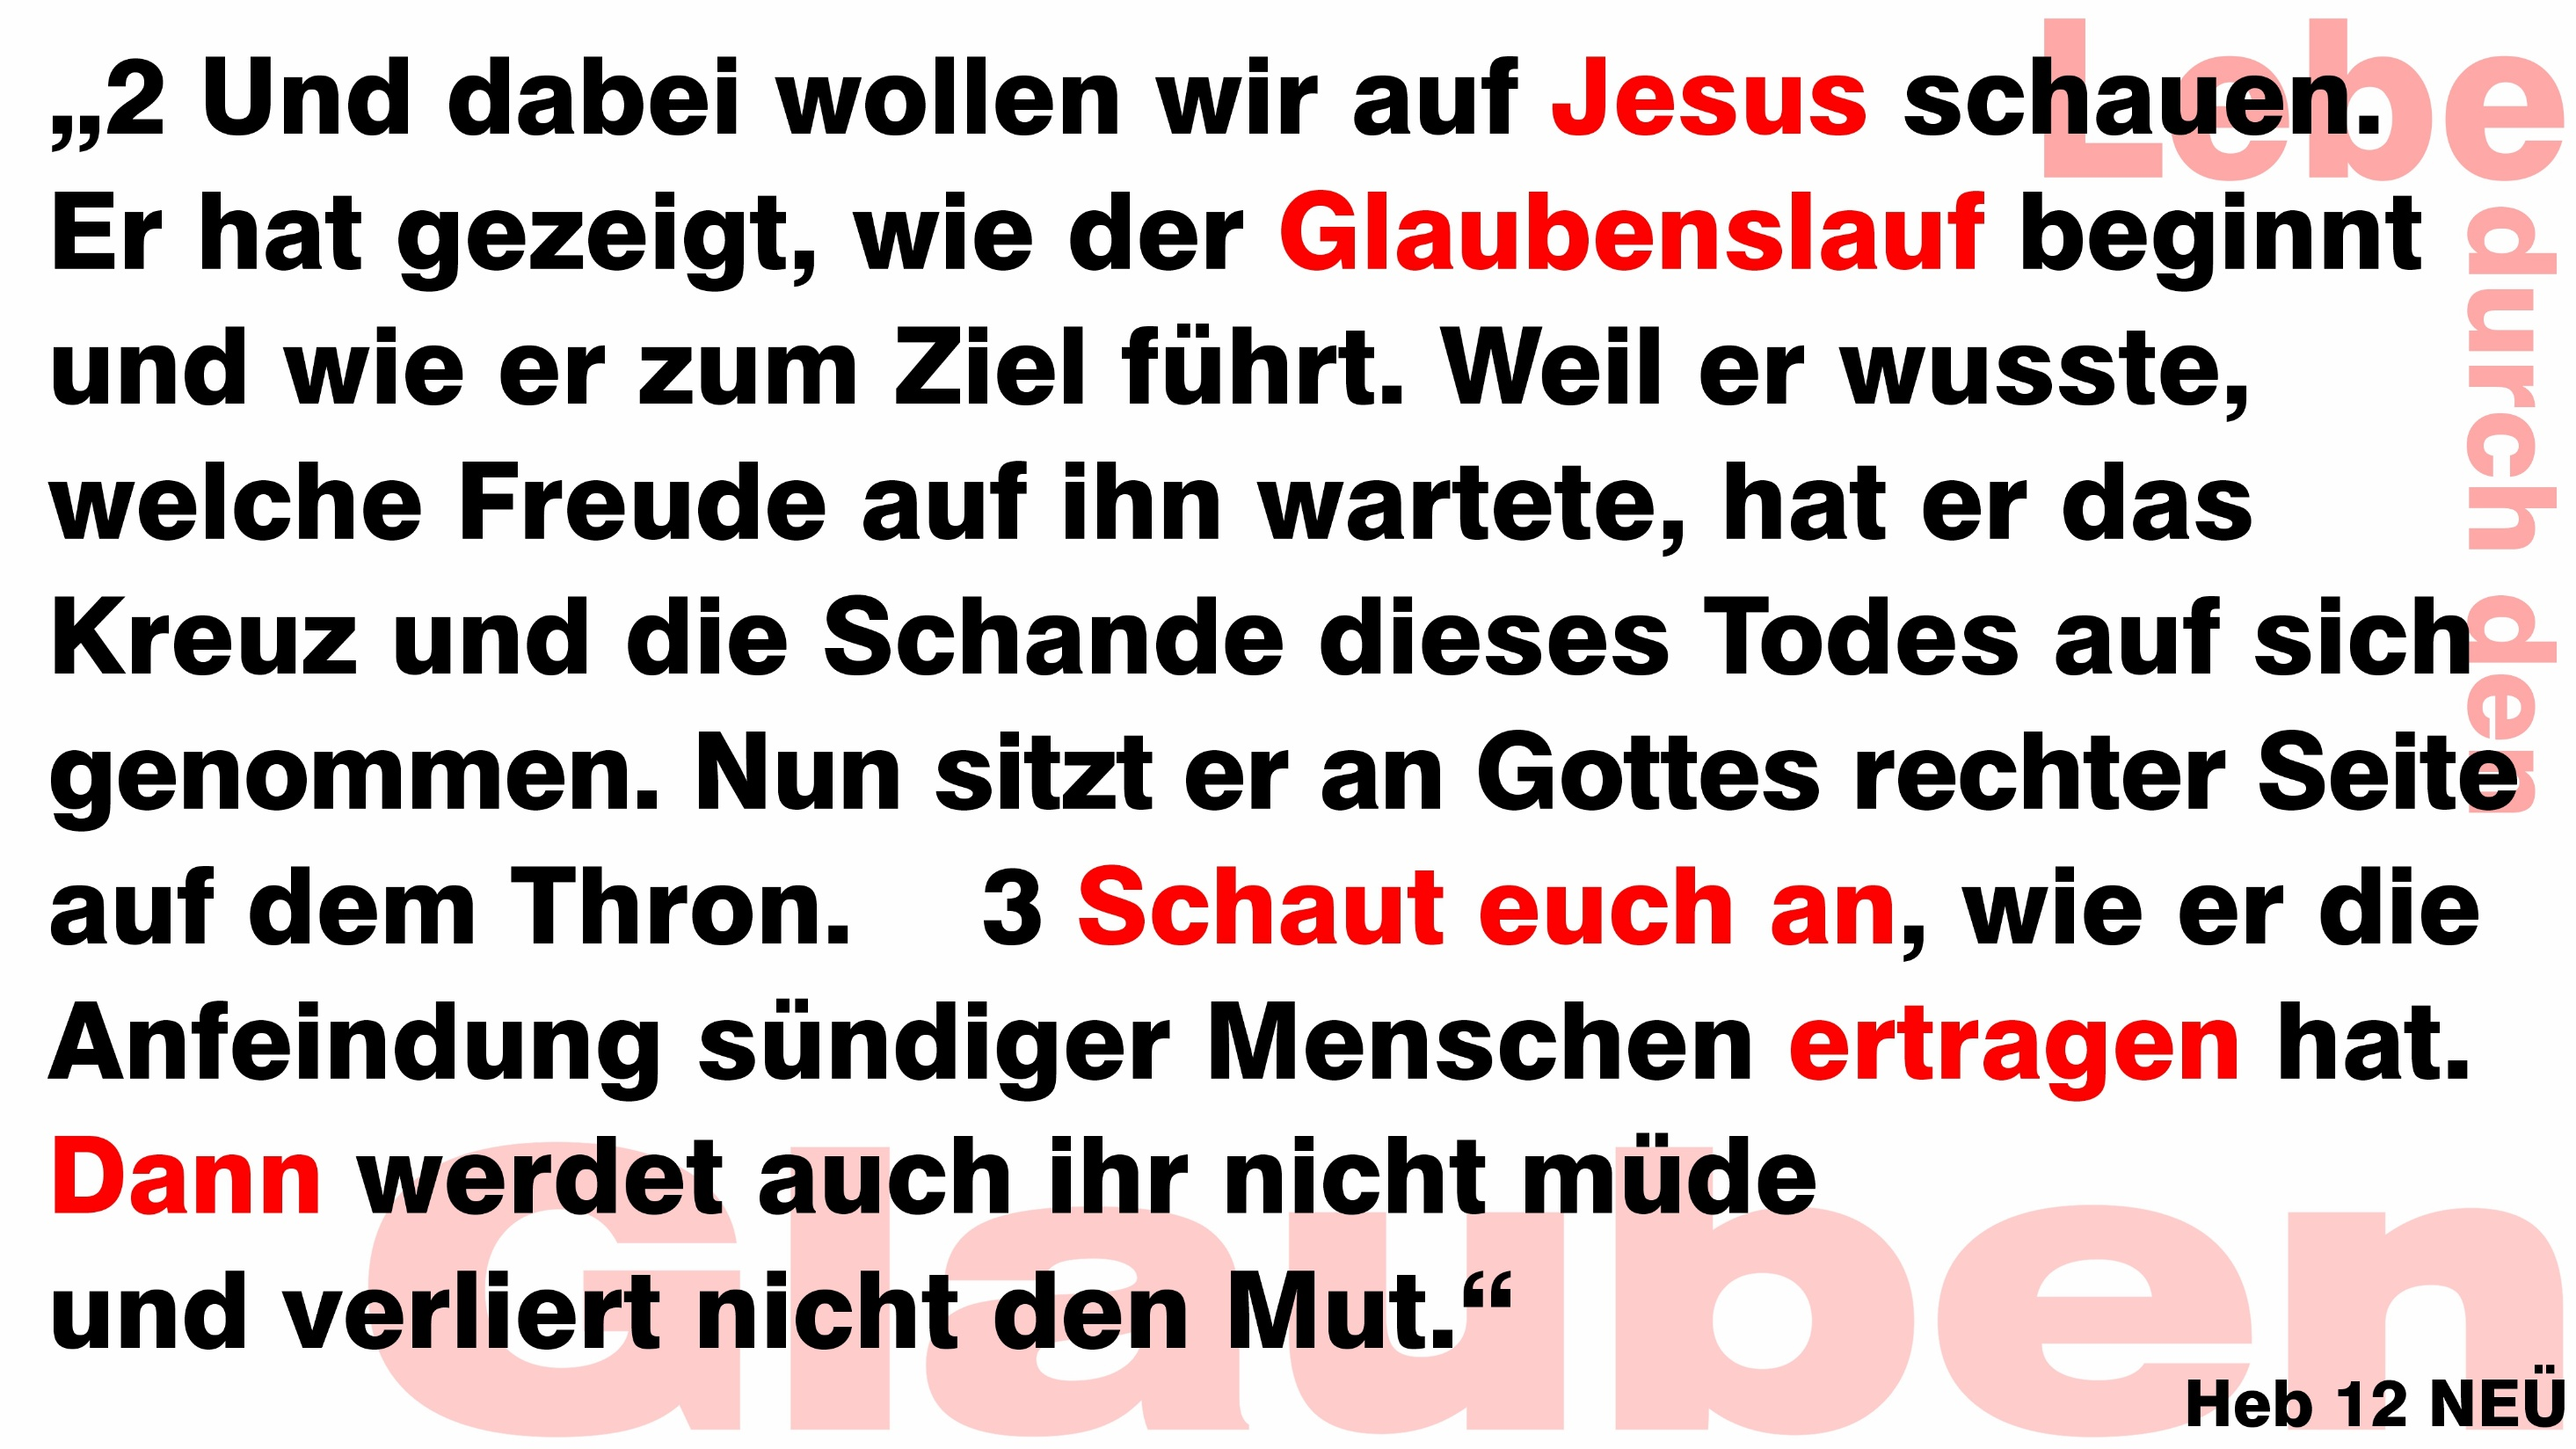 „2 Und dabei wollen wir auf Jesus schauen.
Er hat gezeigt, wie der Glaubenslauf beginnt
und wie er zum Ziel führt. Weil er wusste,
welche Freude auf ihn wartete, hat er das
Kreuz und die Schande dieses Todes auf sich
genommen. Nun sitzt er an Gottes rechter Seite
auf dem Thron. 3 Schaut euch an, wie er die
Anfeindung sündiger Menschen ertragen hat.
Dann werdet auch ihr nicht müde
und verliert nicht den Mut.“
Heb 12 NEÜ
Lebe
durch den
Glauben